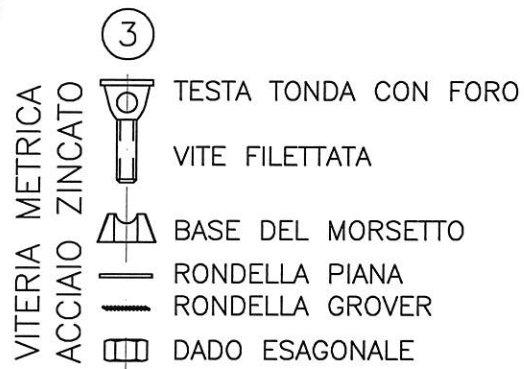 3
VITERIA METRICA
ACCIAIO ZINCATO
TESTA TONDA CON FORO
VITE FILETTATA
BASE DEL MORSETTO
RONDELLA PIANA
RONDELLA GROVER
DADO ESAGONALE